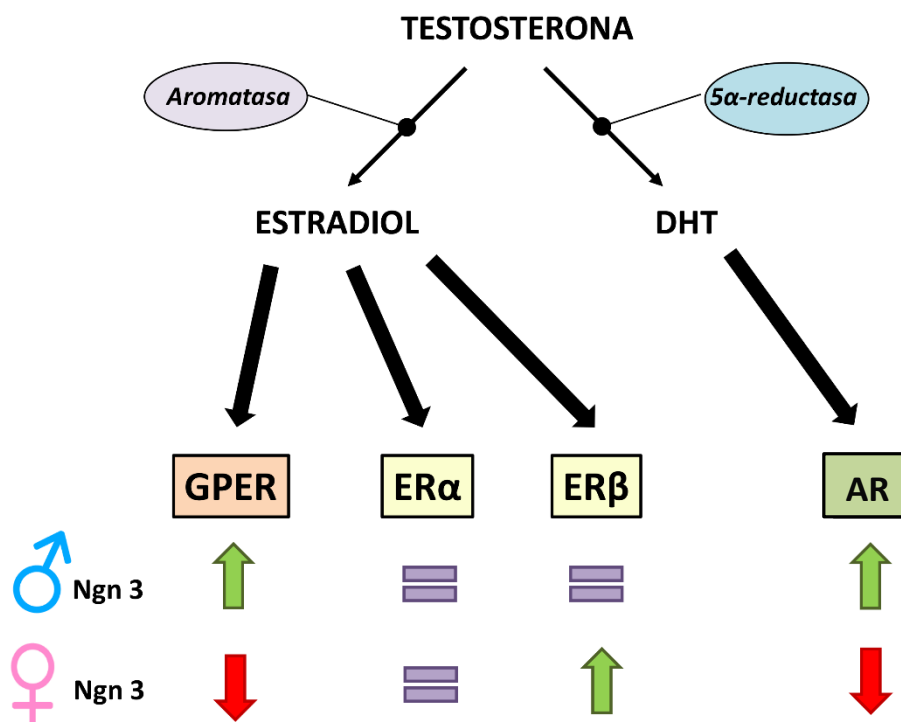 TESTOSTERONA
Aromatasa
5α-reductasa
ESTRADIOL
DHT
GPER
ERα
ERβ
AR
Ngn 3
Ngn 3